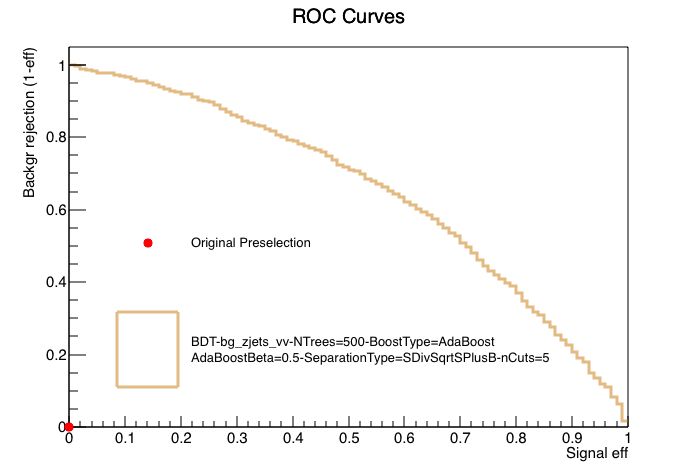 ROC Curves
Backgr rejection (1-eff)
1
0.8
0.6
0.4
0.2
0
Original Preselection
BDT-bg_zjets_vv-NTrees=500-BoostType=AdaBoost
AdaBoostBeta=0.5-SeparationType=SDivSqrtSPlusB-nCuts=5
0 0.1 0.2 0.3 0.4 0.5 0.6 0.7 0.8 0.9 1
Signal eff